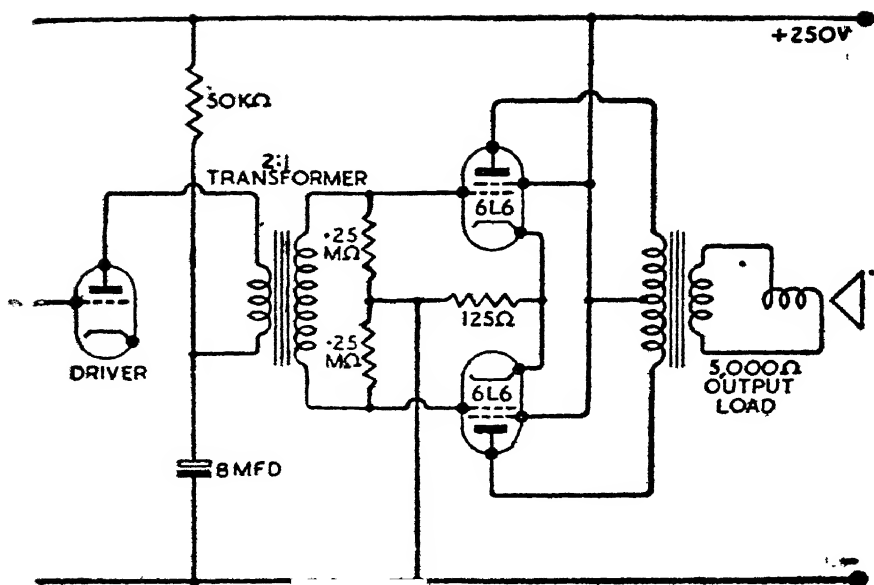 +250V
50KΩ
2:1
TRANSFORMER
6L6
·25
MΩ
125Ω
·25
MΩ
DRIVER
6L6
5,000Ω
OUTPUT
LOAD
8MFD